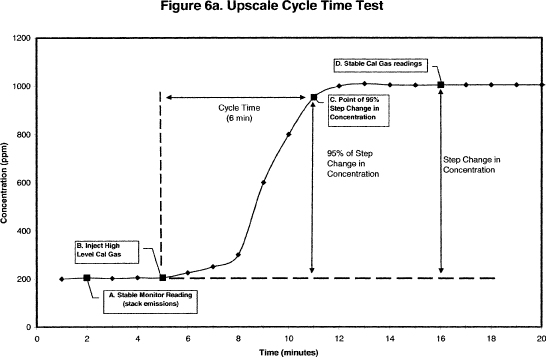 Figure 6a. Upscale Cycle Time Test
1200
1000
800
600
400
200
0
Concentration (ppm)
D. Stable Cal Gas readings
Cycle Time
(6 min)
C. Point of 95%
Step Change in
Concentration
95% of Step
Change in
Concentration
Step Change in
Concentration
B. Inject High
Level Cal Gas
A. Stable Monitor Reading
(stack emissions)
0 2 4 6 8 10 12 14 16 18 20
Time (minutes)